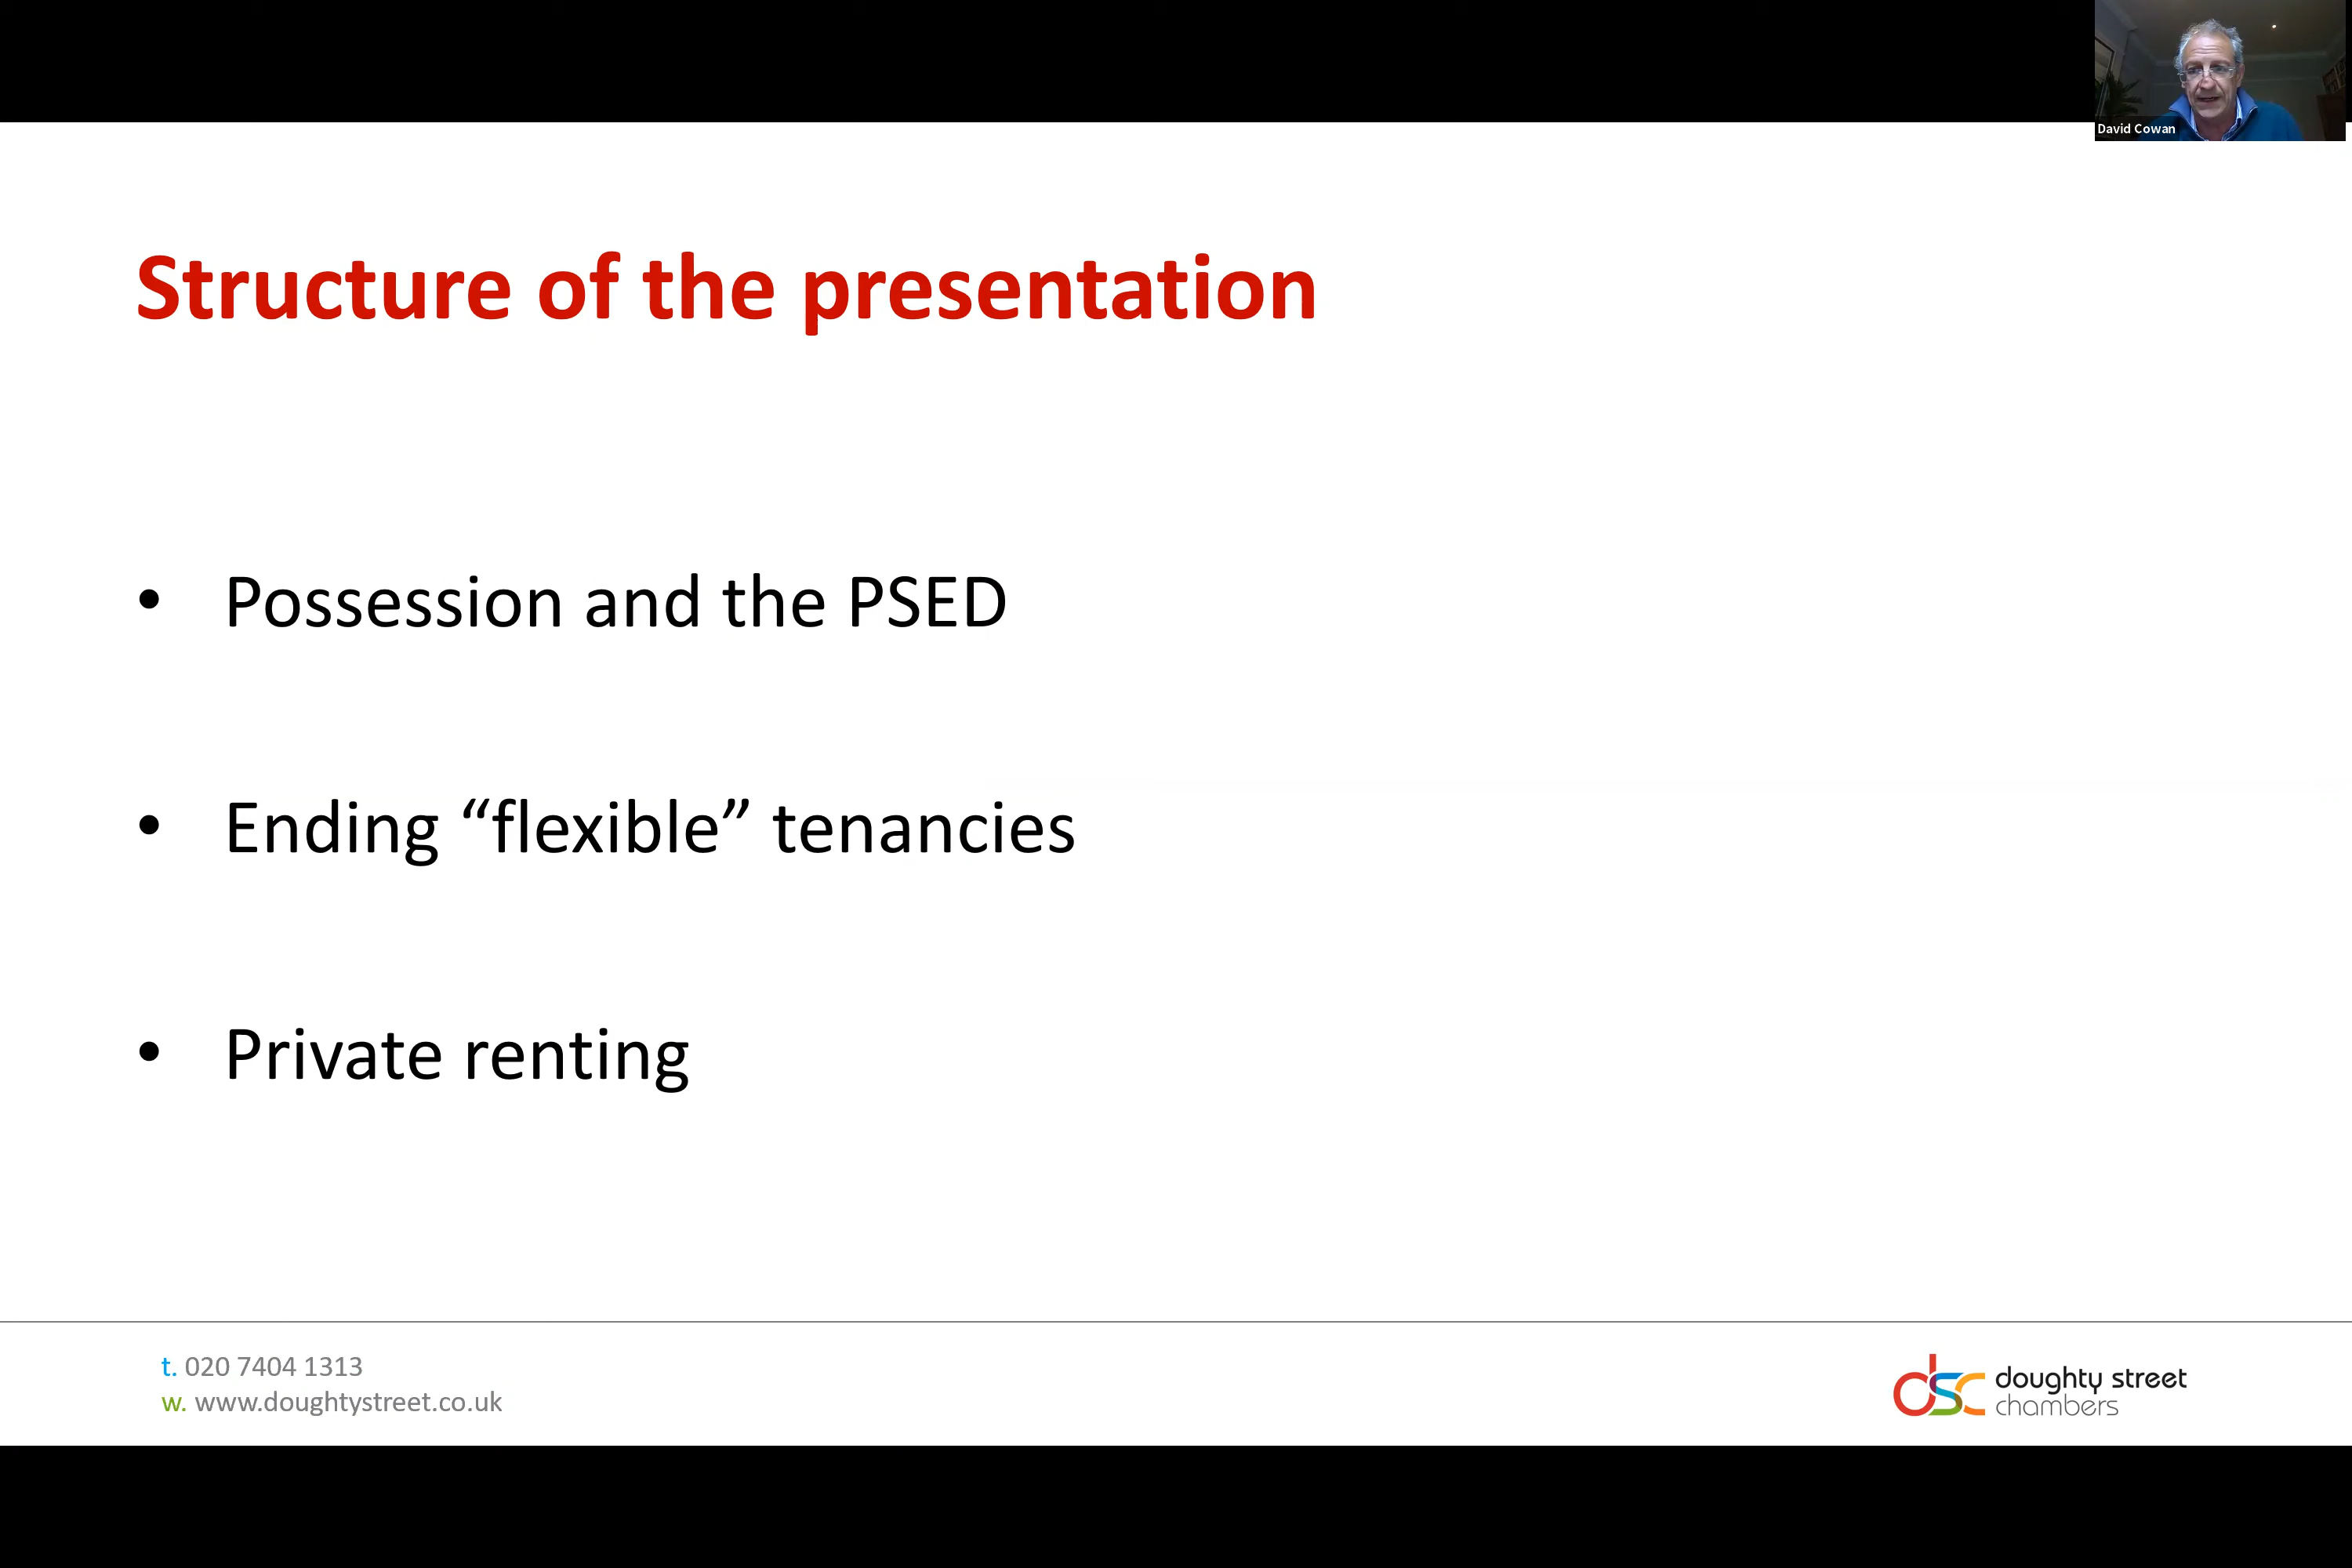 David Cowan
Structure of the presentation
• Possession and the PSED
• Ending “flexible” tenancies
• Private renting
t. 020 7404 1313
w. www.doughtystreet.co.uk
dsc doughty street
chambers